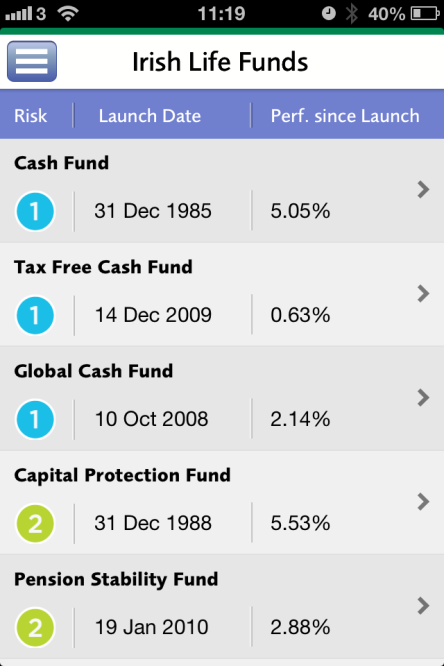 3 11:19 40%
Irish Life Funds
Risk Launch Date Perf. since Launch
Cash Fund
1 31 Dec 1985 5.05%
Tax Free Cash Fund
1 14 Dec 2009 0.63%
Global Cash Fund
1 10 Oct 2008 2.14%
Capital Protection Fund
2 31 Dec 1988 5.53%
Pension Stability Fund
2 19 Jan 2010 2.88%